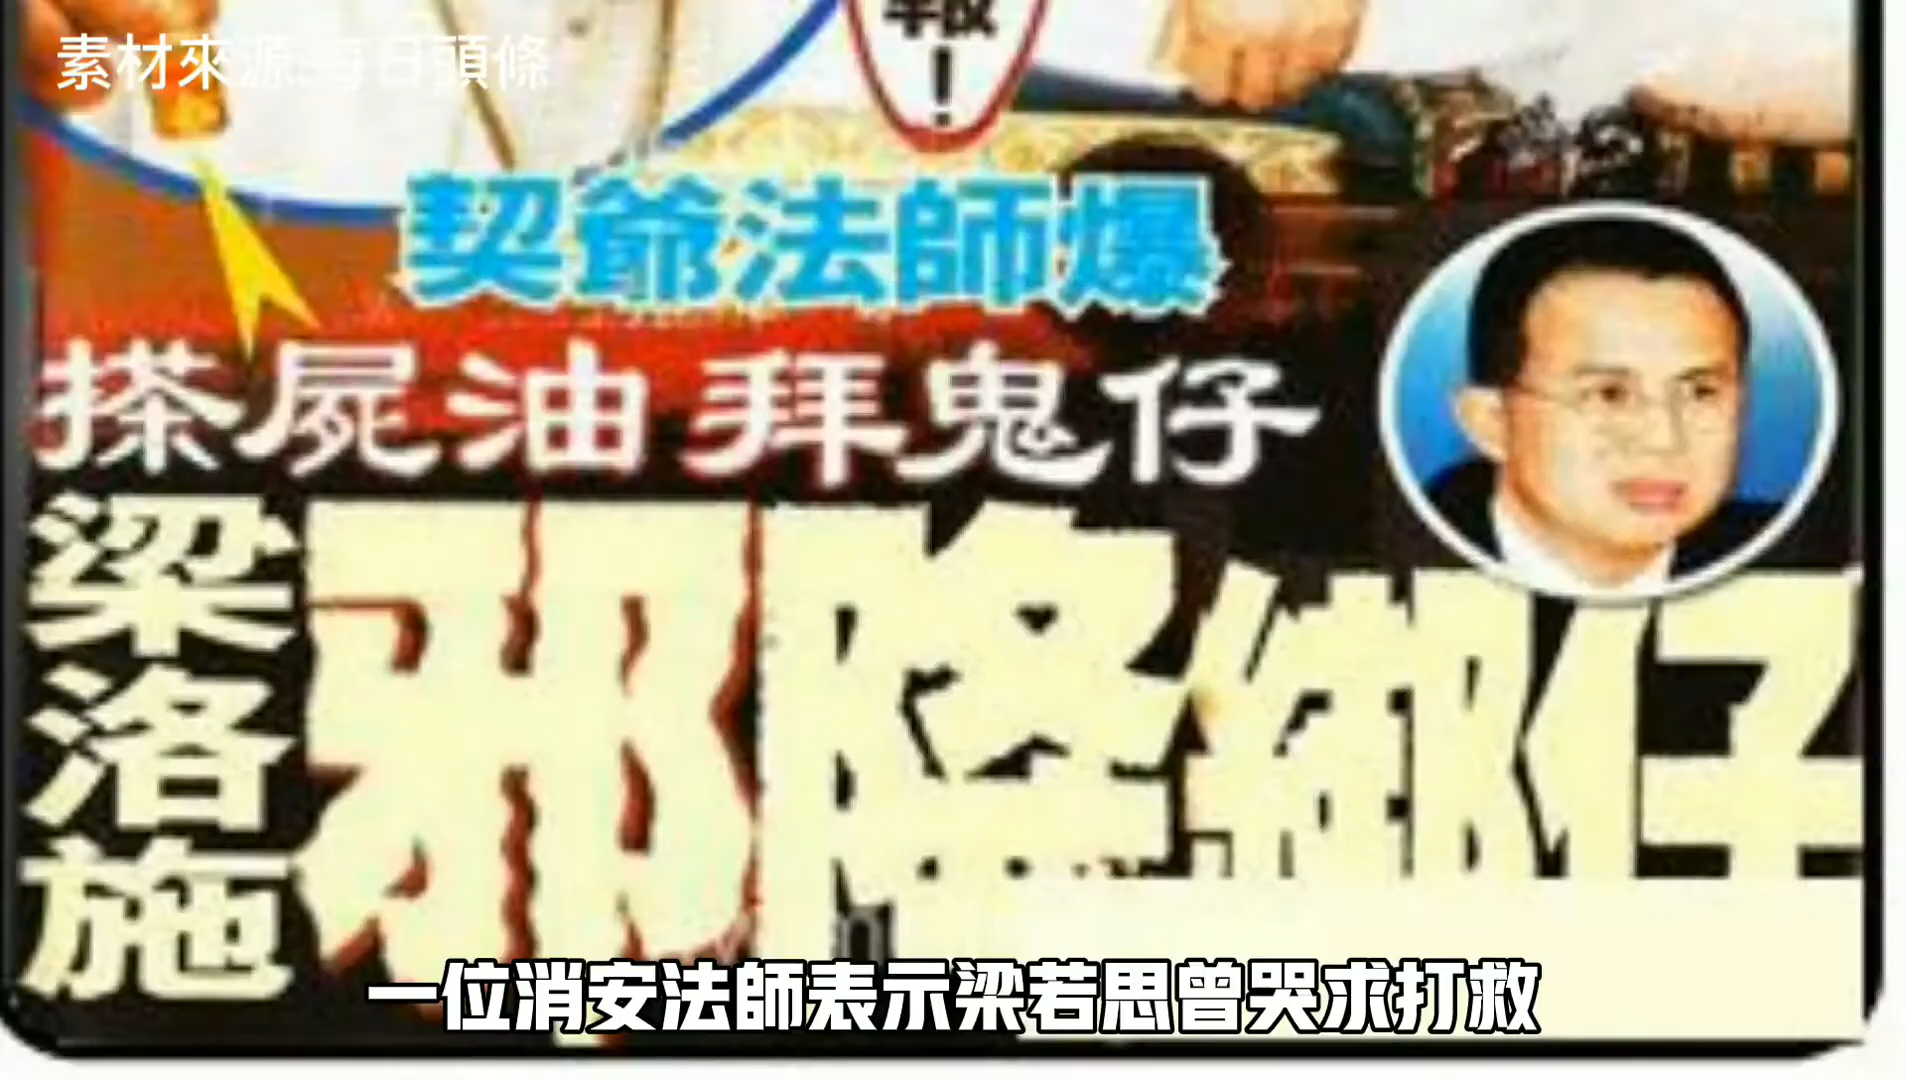 素材來源:每日頭條
報!
契爺法師爆
搽屍油 拜鬼仔
梁洛施
邪降綁仔
一位消安法師表示梁若思曾哭求打救